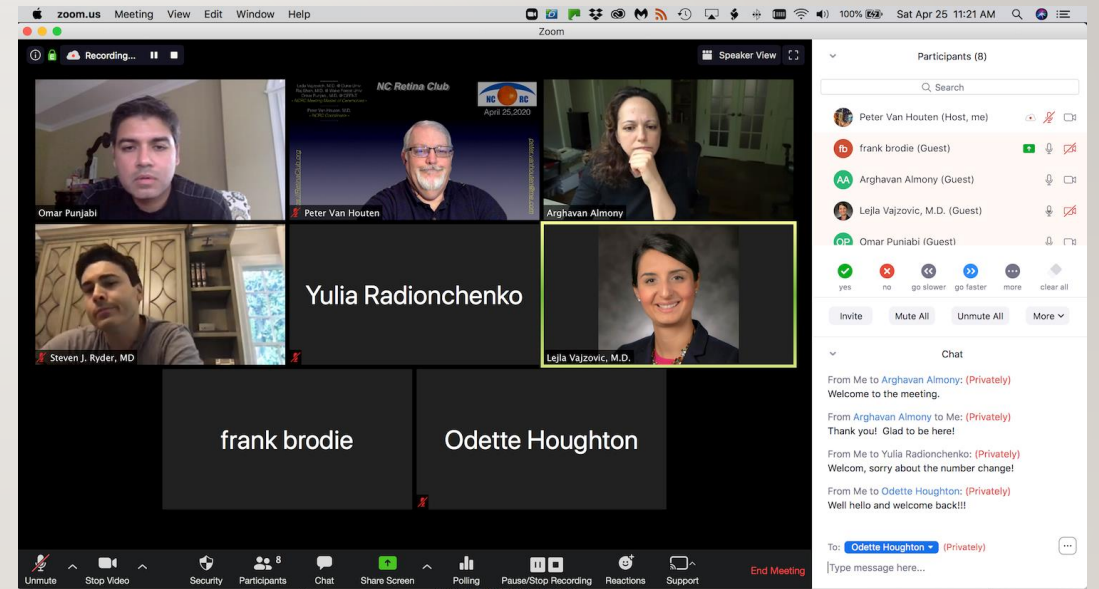 zoom.us Meeting View Edit Window Help
100% Sat Apr 25 11:21 AM
Zoom
Recording...
Speaker View
NC Retina Club
NC RC
April 25,2020
Omar Punjabi
Peter Van Houten
Arghavan Almony
Steven J. Ryder, MD
Yulia Radionchenko
Lejla Vajzovic, M.D.
frank brodie
Odette Houghton
Unmute
Stop Video
Security
8
Participants
Chat
Share Screen
Polling
Pause/Stop Recording
Reactions
Support
End Meeting
Participants (8)
Search
Peter Van Houten (Host, me)
fb frank brodie (Guest)
AA Arghavan Almony (Guest)
Lejla Vajzovic, M.D. (Guest)
OP Omar Punjabi (Guest)
yes no go slower go faster more clear all
Invite Mute All Unmute All More
Chat
From Me to Arghavan Almony: (Privately)
Welcome to the meeting.
From Arghavan Almony to Me: (Privately)
Thank you! Glad to be here!
From Me to Yulia Radionchenko: (Privately)
Welcom, sorry about the number change!
From Me to Odette Houghton: (Privately)
Well hello and welcome back!!!
To: Odette Houghton (Privately)
Type message here...